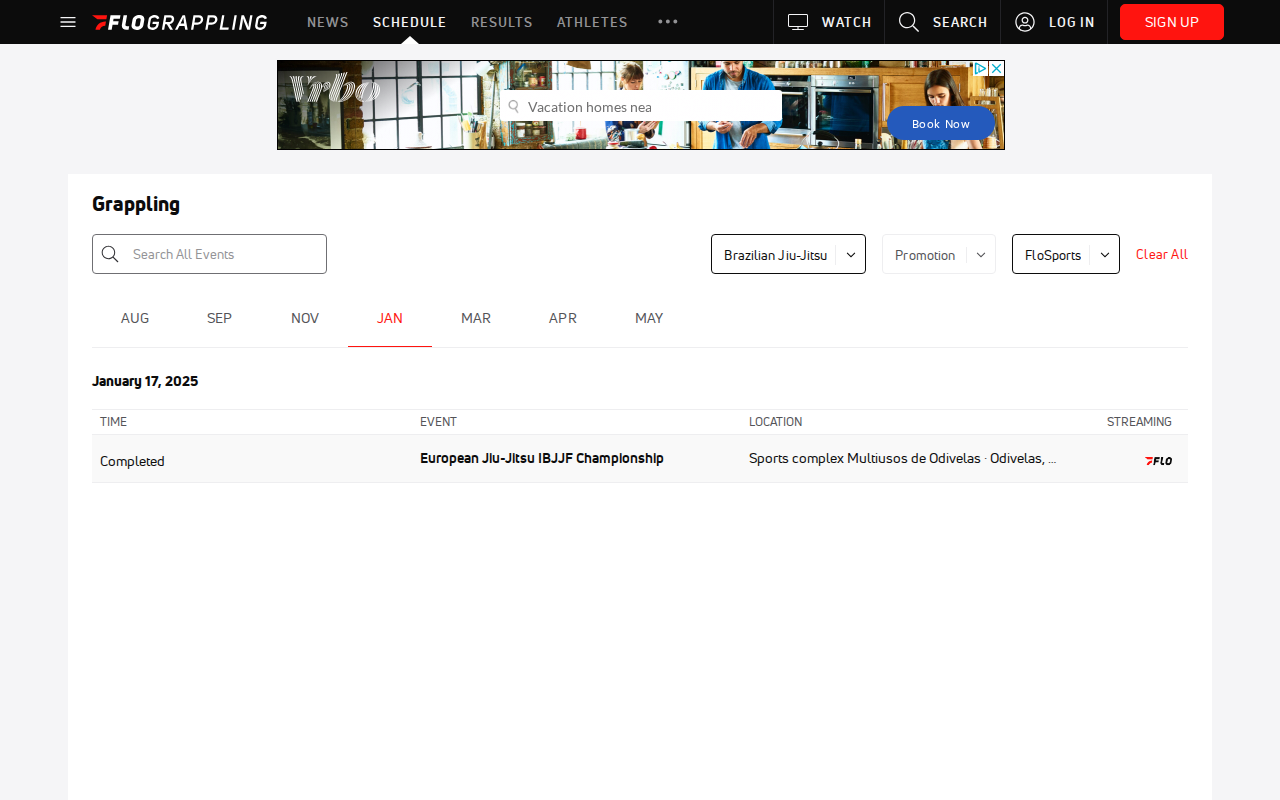 FLOGRAPPLING NEWS SCHEDULE RESULTS ATHLETES WATCH SEARCH LOG IN SIGN UP
Vrbo
Vacation homes nea
Book Now
Grappling
Search All Events Brazilian Jiu-Jitsu Promotion FloSports Clear All
AUG SEP NOV JAN MAR APR MAY
January 17, 2025
TIME EVENT LOCATION STREAMING
Completed European Jiu-Jitsu IBJJF Championship Sports complex Multiusos de Odivelas · Odivelas, ... FLO